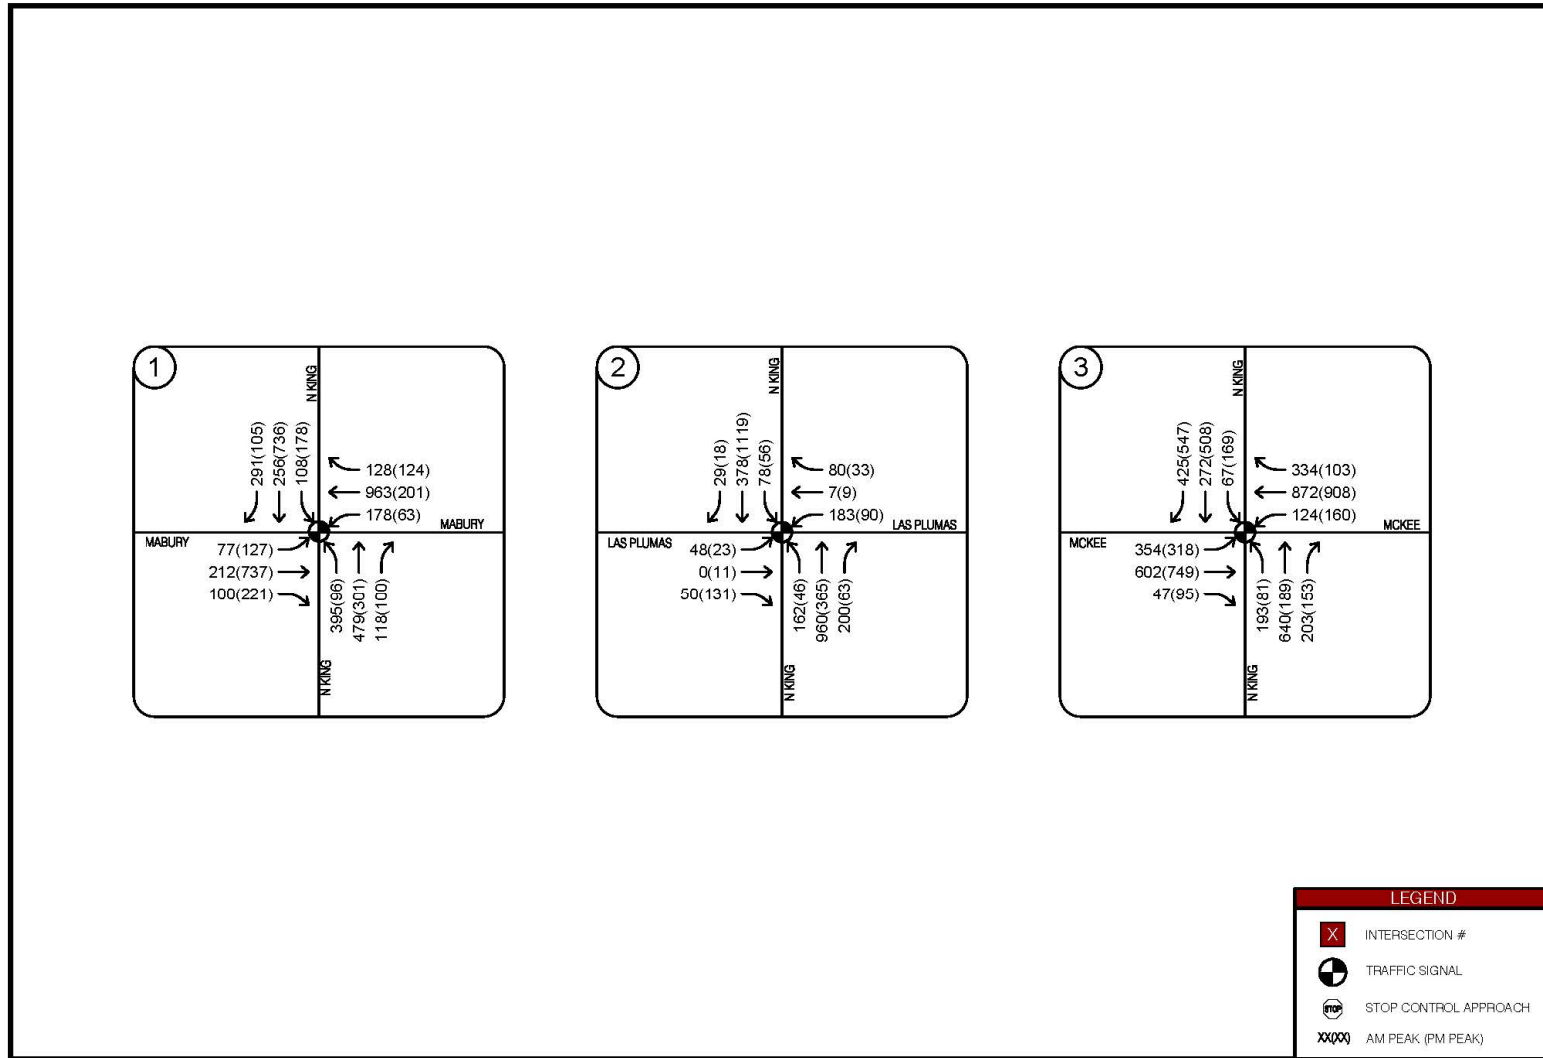 1
N KING
291(105)
256(736)
108(178)
128(124)
963(201)
178(63)
MABURY
MABURY
77(127)
212(737)
100(221)
395(96)
479(301)
118(100)
N KING
2
N KING
29(18)
378(1119)
78(56)
80(33)
7(9)
183(90)
LAS PLUMAS
LAS PLUMAS
48(23)
0(11)
50(131)
162(46)
960(365)
200(63)
N KING
3
N KING
425(547)
272(508)
67(169)
334(103)
872(908)
124(160)
MCKEE
MCKEE
354(318)
602(749)
47(95)
193(81)
640(189)
203(153)
N KING
LEGEND
X INTERSECTION #
TRAFFIC SIGNAL
STOP STOP CONTROL APPROACH
XX(XX) AM PEAK (PM PEAK)